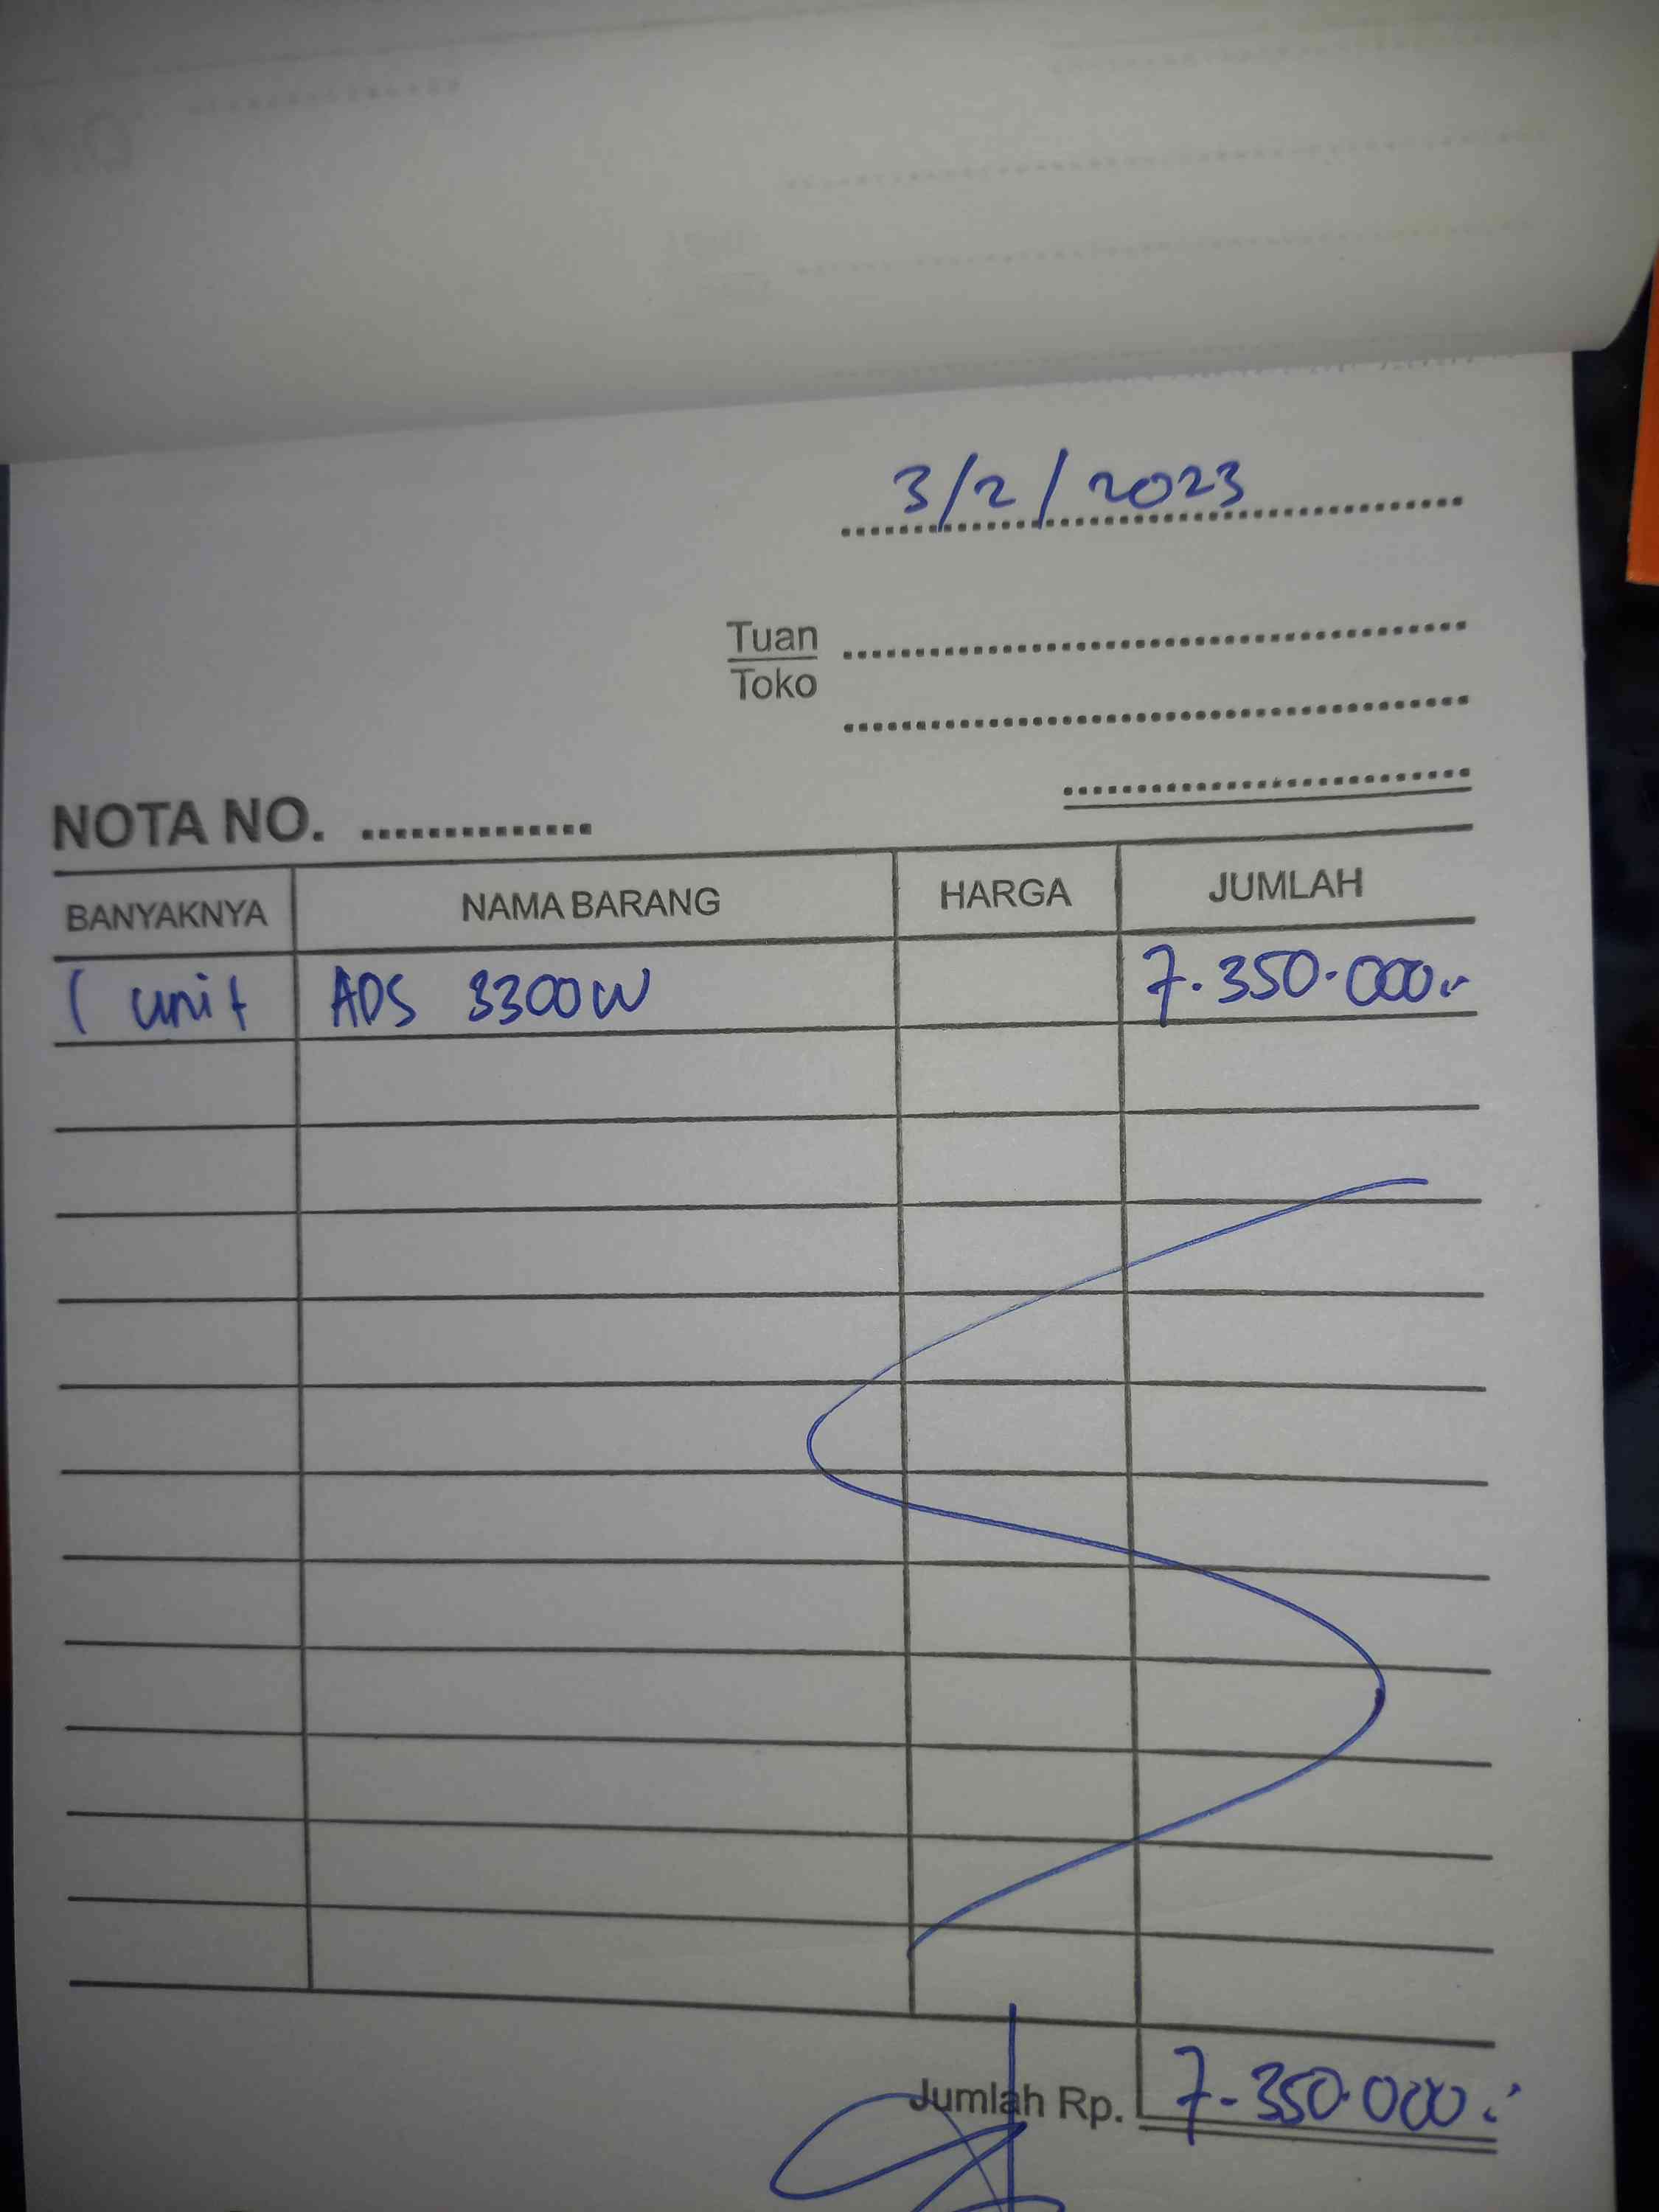 3/2/2023
Tuan
Toko
NOTA NO.
BANYAKNYA NAMA BARANG HARGA JUMLAH
1 unit ADS 3300W 7.350.000.-
Jumlah Rp. 7.350.000.-